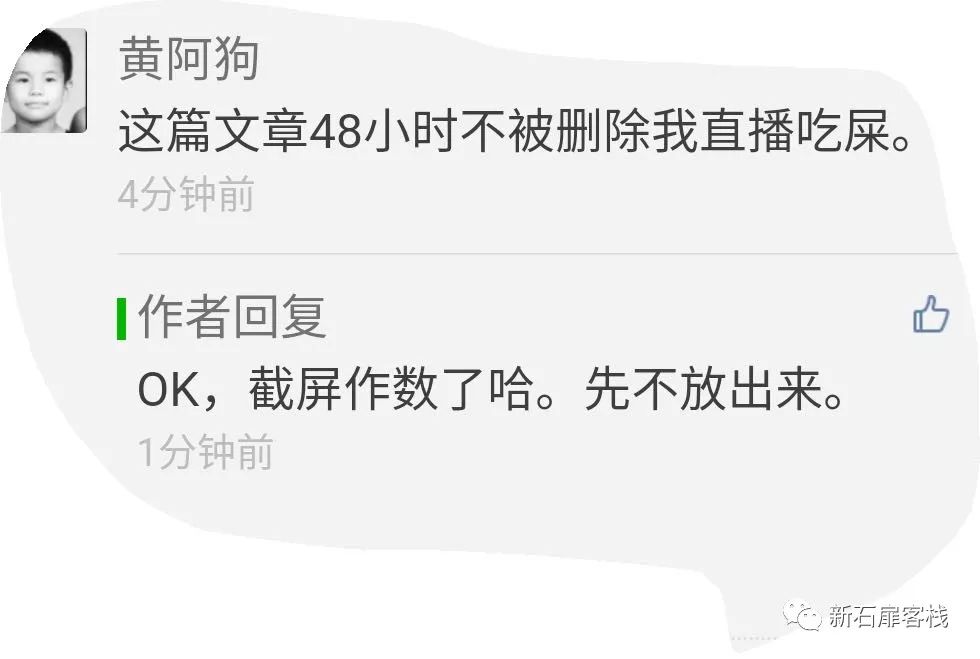 黄阿狗
这篇文章48小时不被删除我直播吃屎。
4分钟前
作者回复
OK，截屏作数了哈。先不放出来。
1分钟前
新石扉客栈